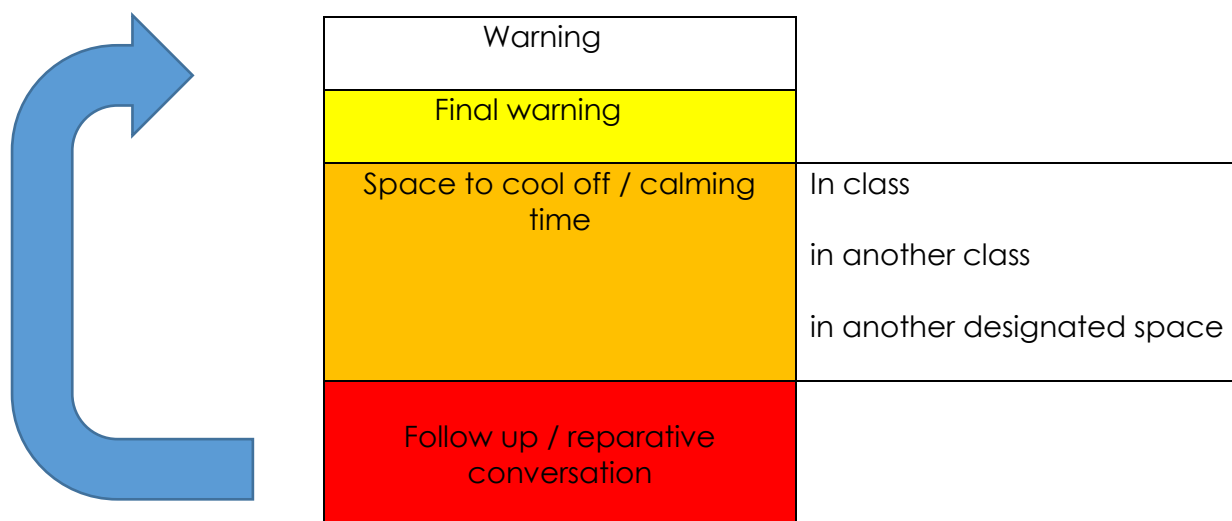 Warning
Final warning
Space to cool off / calming
time
In class
in another class
in another designated space
Follow up / reparative
conversation